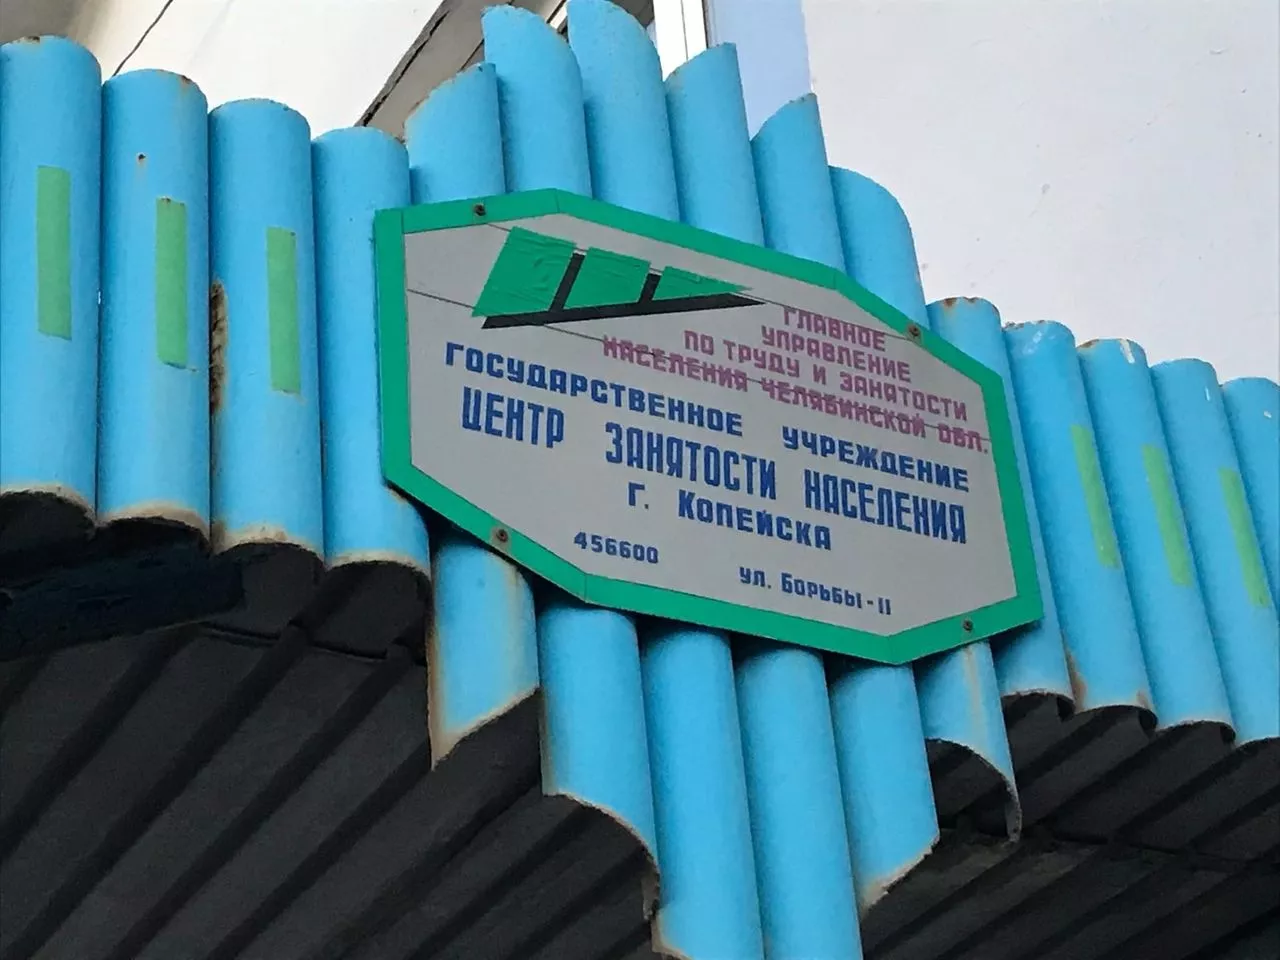 ГЛАВНОЕ
УПРАВЛЕНИЕ
ПО ТРУДУ И ЗАНЯТОСТИ
НАСЕЛЕНИЯ ЧЕЛЯБИНСКОЙ ОБЛ.
ГОСУДАРСТВЕННОЕ УЧРЕЖДЕНИЕ
ЦЕНТР ЗАНЯТОСТИ НАСЕЛЕНИЯ
Г. КОПЕЙСКА
456600 УЛ. БОРЬБЫ-11